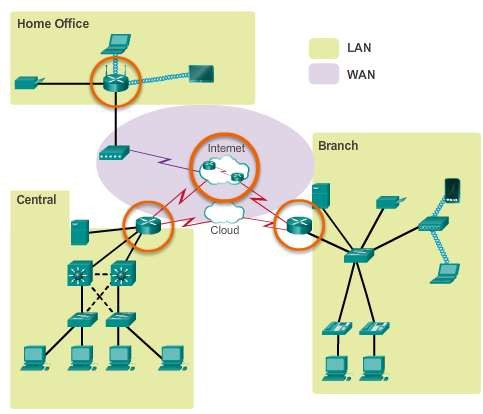 Home Office
LAN
WAN
Internet
Branch
Central
Cloud